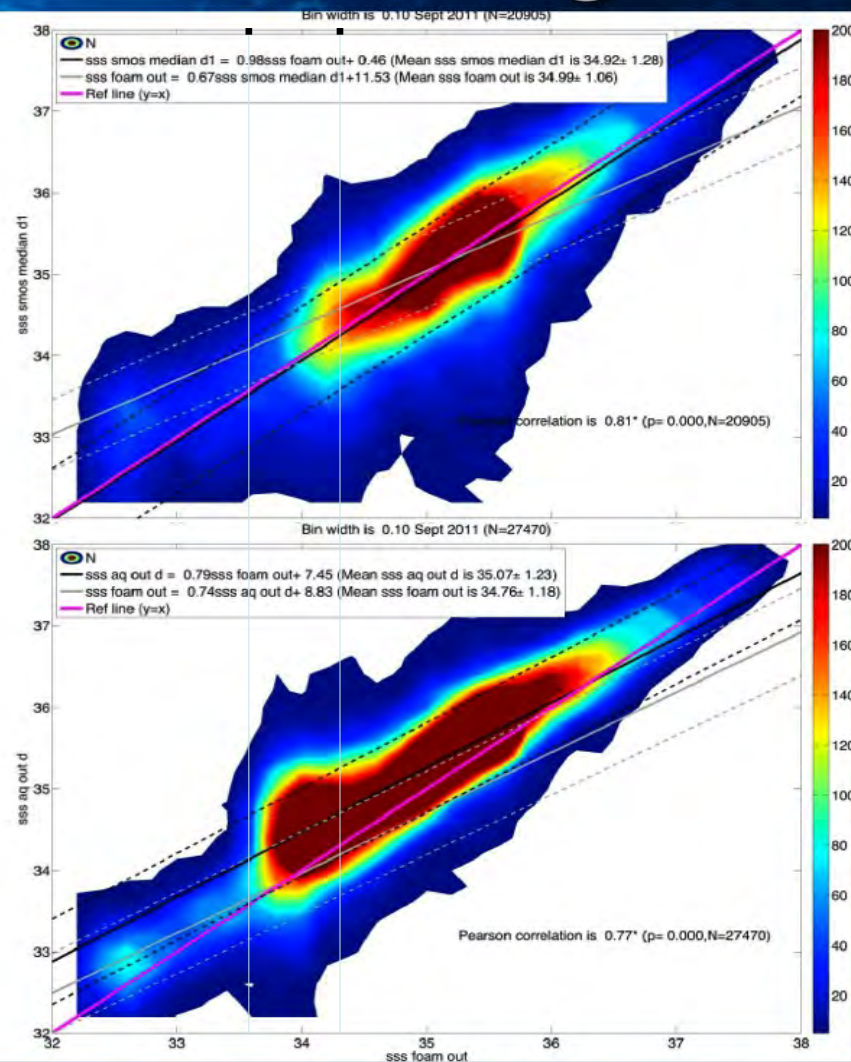 Bin width is 0.10 Sept 2011 (N=20905)
N
sss smos median d1 = 0.98sss foam out+ 0.46 (Mean sss smos median d1 is 34.92± 1.28)
sss foam out = 0.67sss smos median d1+11.53 (Mean sss foam out is 34.99± 1.06)
Ref line (y=x)
38
37
36
35
34
33
32
sss smos median d1
Pearson correlation is 0.81* (p= 0.000,N=20905)
32 33 34 35 36 37 38
200
180
160
140
120
100
80
60
40
20
Bin width is 0.10 Sept 2011 (N=27470)
N
sss aq out d = 0.79sss foam out+ 7.45 (Mean sss aq out d is 35.07± 1.23)
sss foam out = 0.74sss aq out d+ 8.83 (Mean sss foam out is 34.76± 1.18)
Ref line (y=x)
38
37
36
35
34
33
32
sss aq out d
Pearson correlation is 0.77* (p= 0.000,N=27470)
32 33 34 35 36 37 38
sss foam out
200
180
160
140
120
100
80
60
40
20